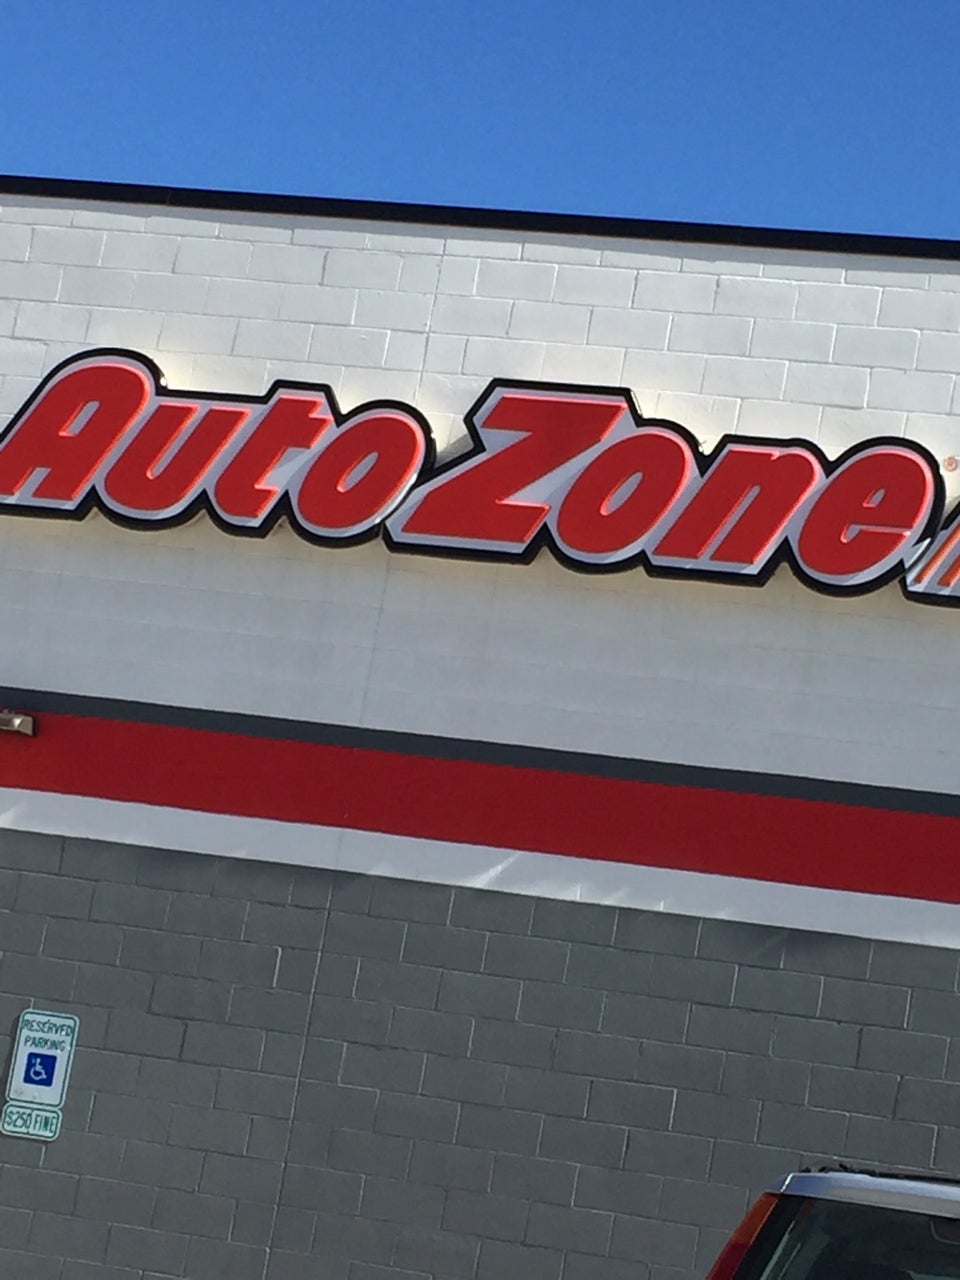 AutoZone
RESERVED
PARKING
$250 FINE